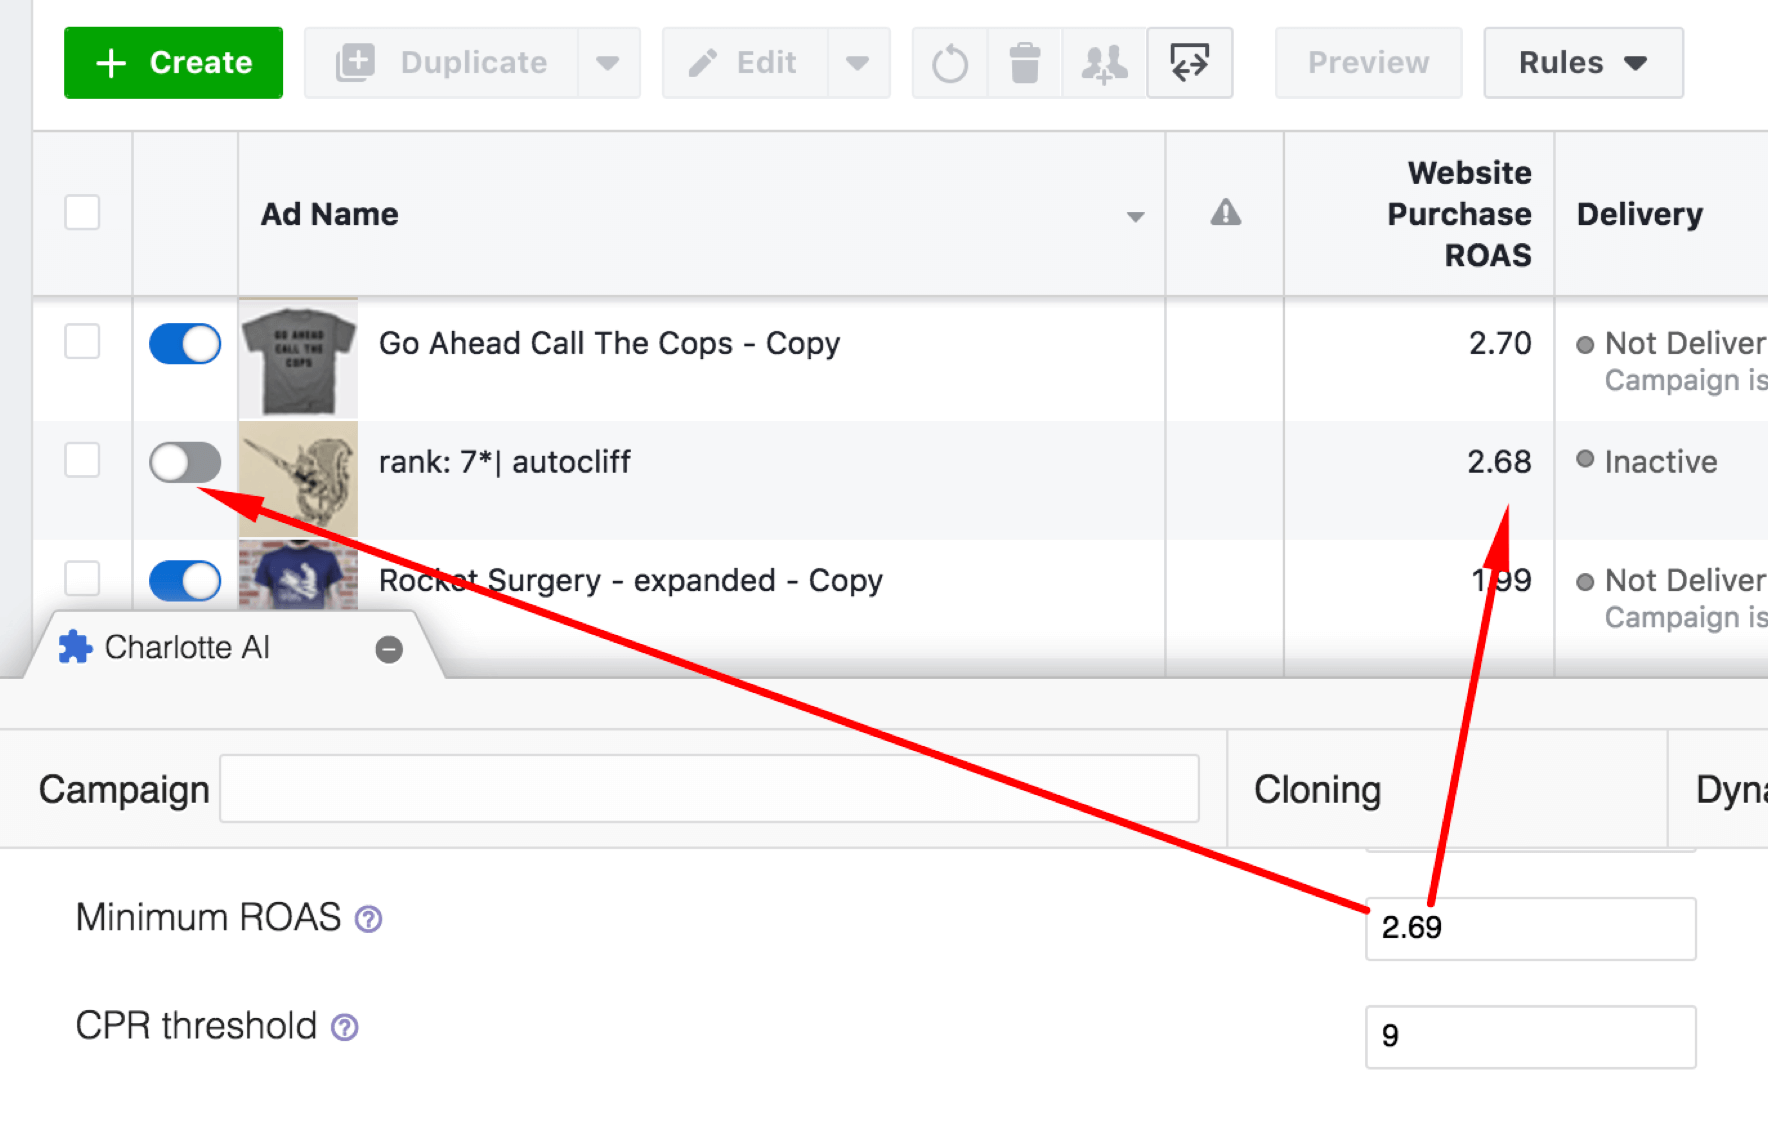 Create
Duplicate
Edit
Preview
Rules
Ad Name
Website
Purchase
ROAS
Delivery
GO AHEAD
CALL THE
COPS
Go Ahead Call The Cops - Copy
2.70
Not Deliver
Campaign is
rank: 7*| autocliff
2.68
Inactive
Rocket Surgery - expanded - Copy
1.99
Not Deliver
Campaign is
Charlotte AI
Campaign
Cloning
Dyna
Minimum ROAS
2.69
CPR threshold
9